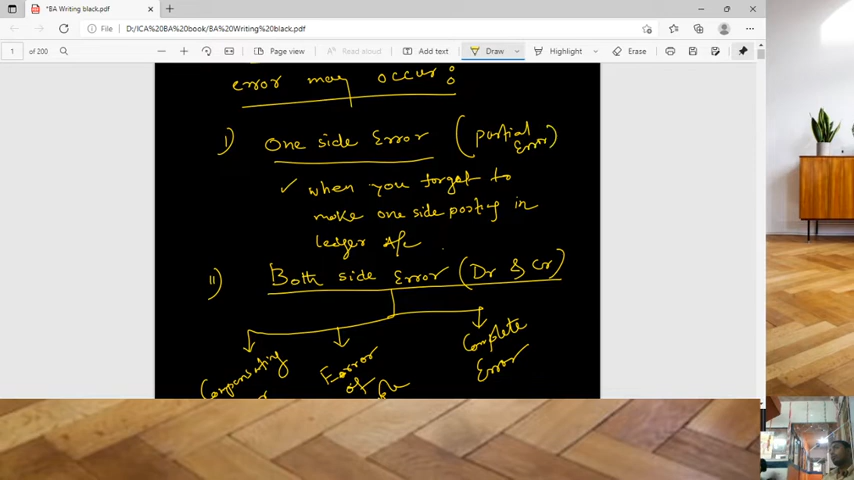 *BA Writing black.pdf
File | D:/ICA%20BA%20book/BA%20Writing%20black.pdf
1 of 200 Page view Read aloud Add text Draw Highlight Erase
error may occur:
I) One side Error (partial Error)
✓ when you forget to
make one side posting in
ledger A/c
II) Both side Error (Dr & Cr)
Compensating Error of Complete Error